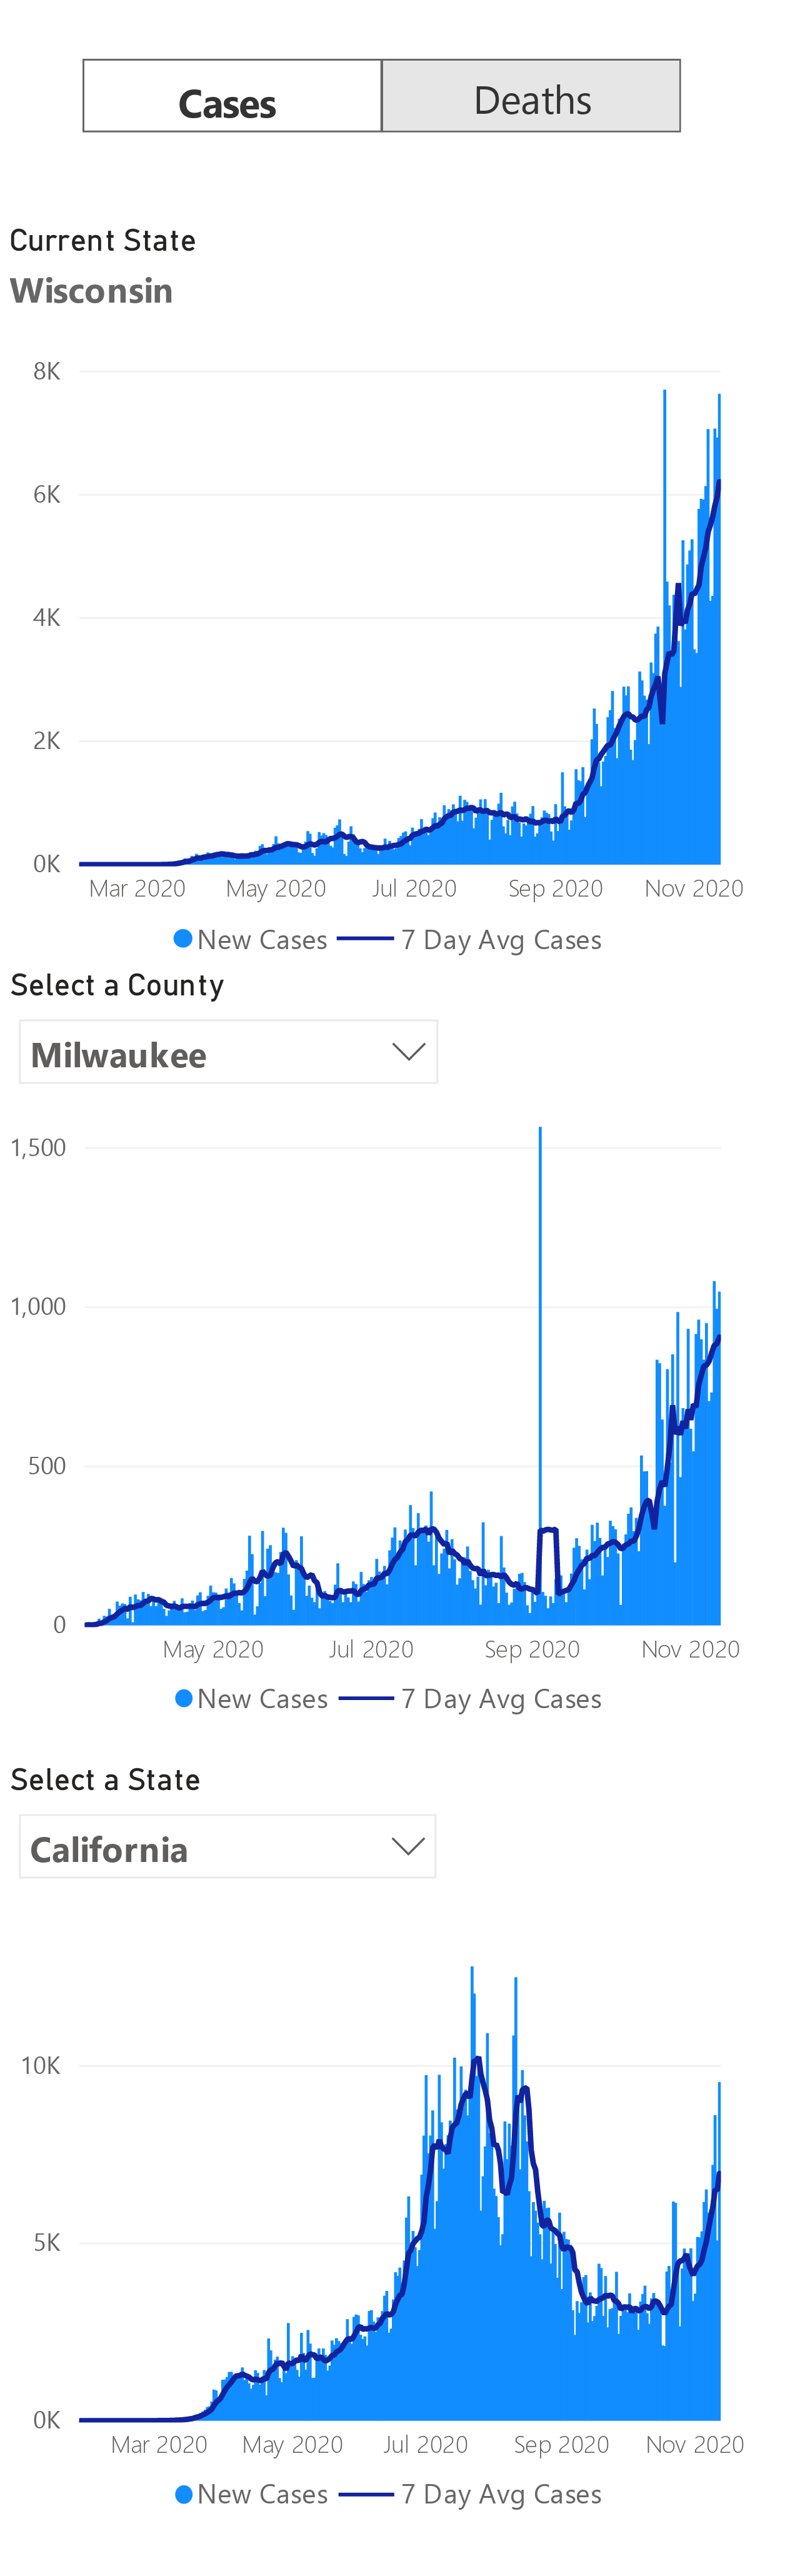 Cases Deaths
Current State
Wisconsin
8K
6K
4K
2K
0K
Mar 2020 May 2020 Jul 2020 Sep 2020 Nov 2020
New Cases 7 Day Avg Cases
Select a County
Milwaukee
1,500
1,000
500
0
May 2020 Jul 2020 Sep 2020 Nov 2020
New Cases 7 Day Avg Cases
Select a State
California
10K
5K
0K
Mar 2020 May 2020 Jul 2020 Sep 2020 Nov 2020
New Cases 7 Day Avg Cases